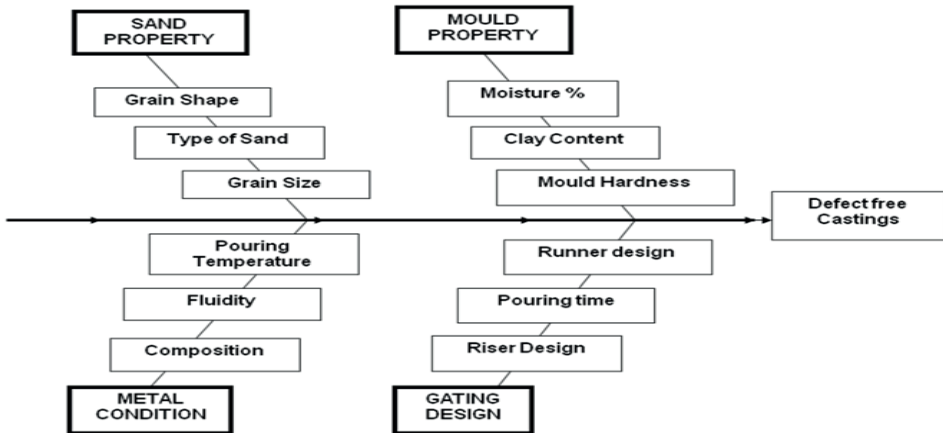 SAND
PROPERTY
MOULD
PROPERTY
Grain Shape
Moisture %
Type of Sand
Clay Content
Grain Size
Mould Hardness
Defect free
Castings
Pouring
Temperature
Runner design
Fluidity
Pouring time
Composition
Riser Design
METAL
CONDITION
GATING
DESIGN